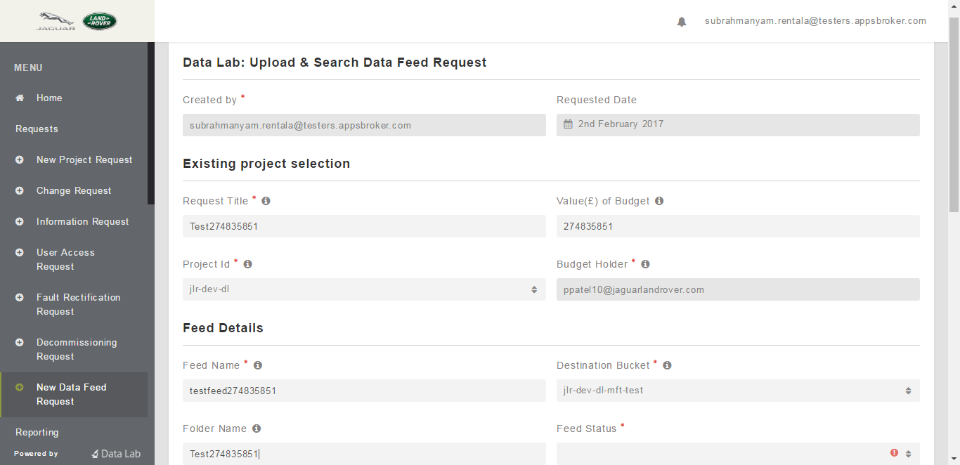 JAGUAR
LAND-
ROVER
subrahmanyam.rentala@testers.appsbroker.com
MENU
Home
Requests
New Project Request
Change Request
Information Request
User Access
Request
Fault Rectification
Request
Decommissioning
Request
New Data Feed
Request
Reporting
Powered by
Data Lab
Data Lab: Upload & Search Data Feed Request
Created by *
Requested Date
subrahmanyam.rentala@testers.appsbroker.com
2nd February 2017
Existing project selection
Request Title *
Value(£) of Budget
Test274835851
274835851
Project Id *
Budget Holder *
jlr-dev-dl
ppatel10@jaguarlandrover.com
Feed Details
Feed Name *
Destination Bucket *
testfeed274835851
jlr-dev-dl-mft-test
Folder Name
Feed Status *
Test274835851